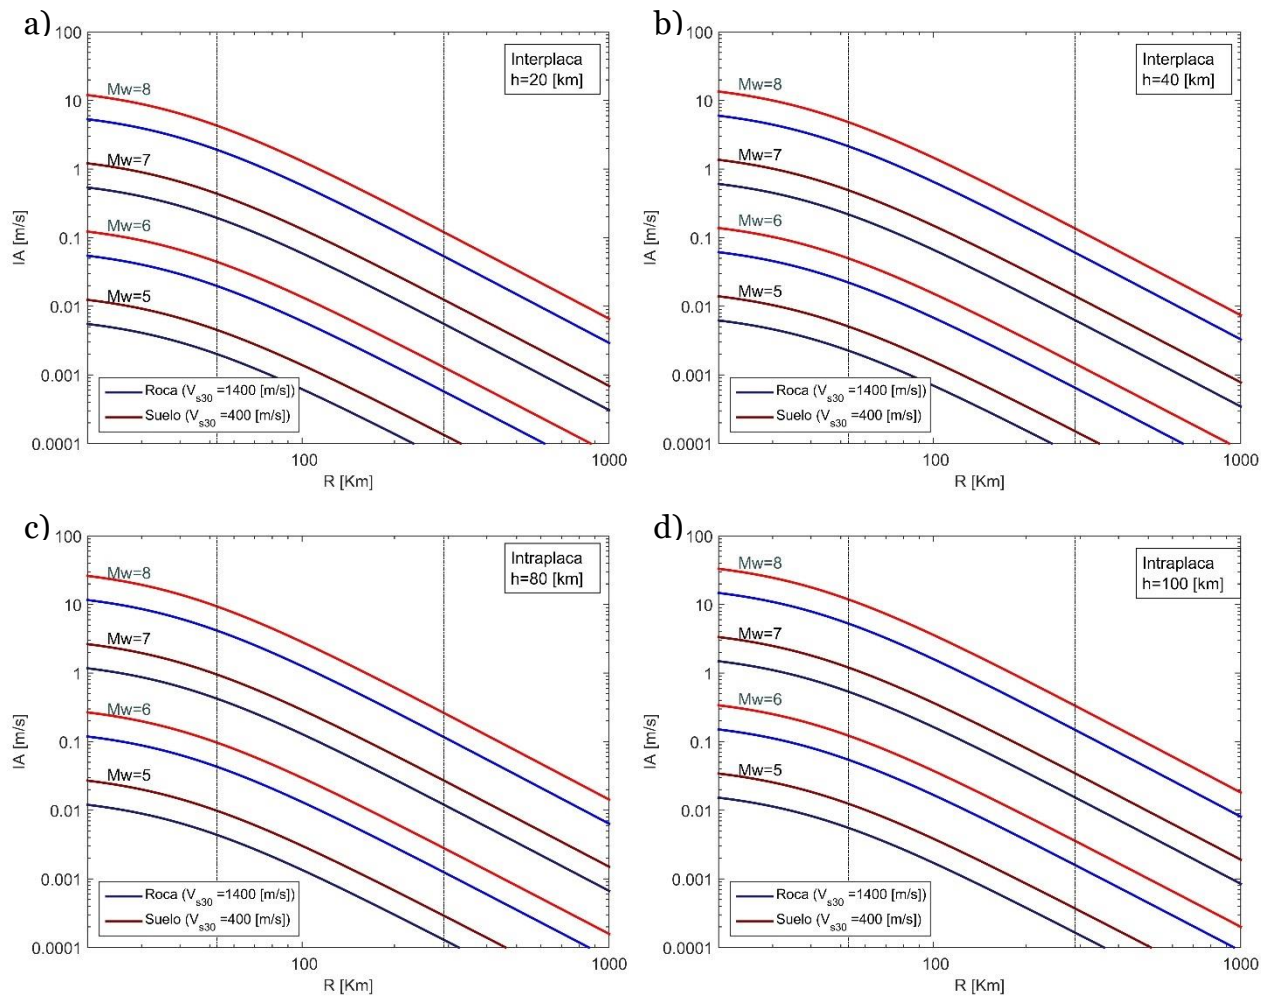 a)
100
10
1
0.1
0.01
0.001
0.0001
IA [m/s]
Interplaca
h=20 [km]
Mw=8
Mw=7
Mw=6
Mw=5
Roca (Vs30 =1400 [m/s])
Suelo (Vs30 =400 [m/s])
100
1000
R [Km]
b)
100
10
1
0.1
0.01
0.001
0.0001
IA [m/s]
Interplaca
h=40 [km]
Mw=8
Mw=7
Mw=6
Mw=5
Roca (Vs30 =1400 [m/s])
Suelo (Vs30 =400 [m/s])
100
1000
R [Km]
c)
100
10
1
0.1
0.01
0.001
0.0001
IA [m/s]
Intraplaca
h=80 [km]
Mw=8
Mw=7
Mw=6
Mw=5
Roca (Vs30 =1400 [m/s])
Suelo (Vs30 =400 [m/s])
100
1000
R [Km]
d)
100
10
1
0.1
0.01
0.001
0.0001
IA [m/s]
Intraplaca
h=100 [km]
Mw=8
Mw=7
Mw=6
Mw=5
Roca (Vs30 =1400 [m/s])
Suelo (Vs30 =400 [m/s])
100
1000
R [Km]